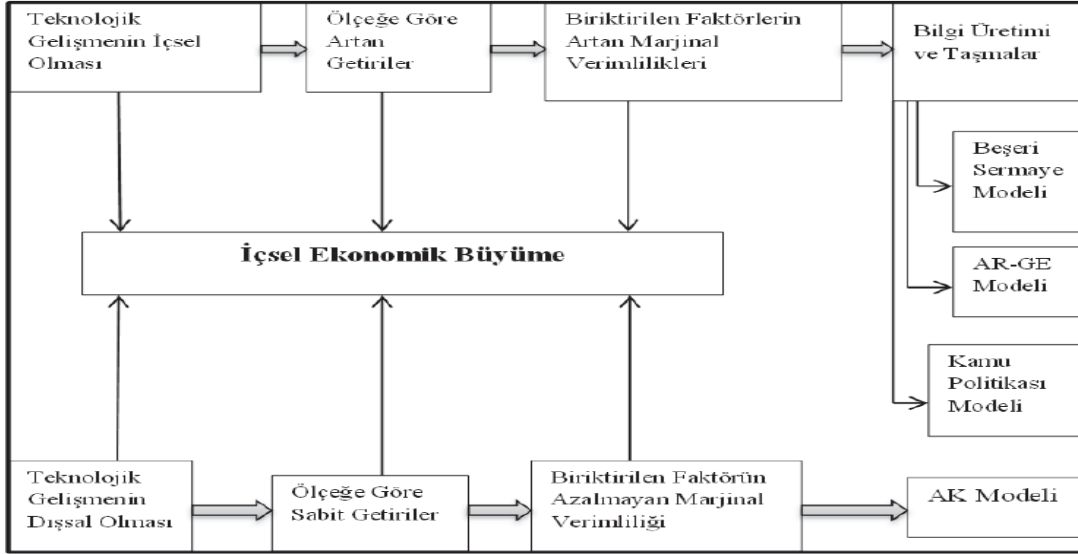 Teknolojik
Gelişmenin İçsel
Olması
Ölçeğe Göre
Artan
Getiriler
Biriktirilen Faktörlerin
Artan Marjinal
Verimlilikleri
Bilgi Üretimi
ve Taşmalar
Beşeri
Sermaye
Modeli
İçsel Ekonomik Büyüme
AR-GE
Modeli
Kamu
Politikası
Modeli
Teknolojik
Gelişmenin
Dışsal Olması
Ölçeğe Göre
Sabit Getiriler
Biriktirilen Faktörün
Azalmayan Marjinal
Verimliliği
AK Modeli